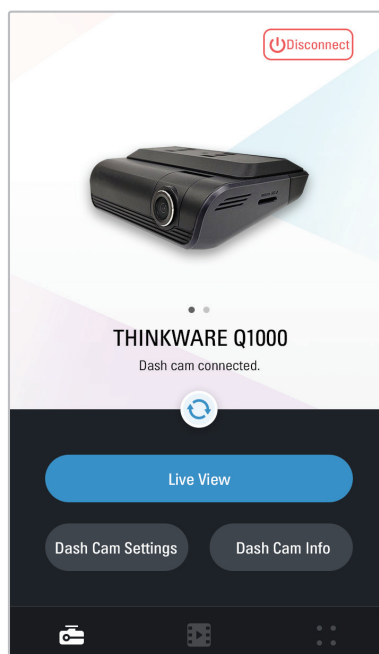 Disconnect
THINKWARE Q1000
Dash cam connected.
Live View
Dash Cam Settings
Dash Cam Info